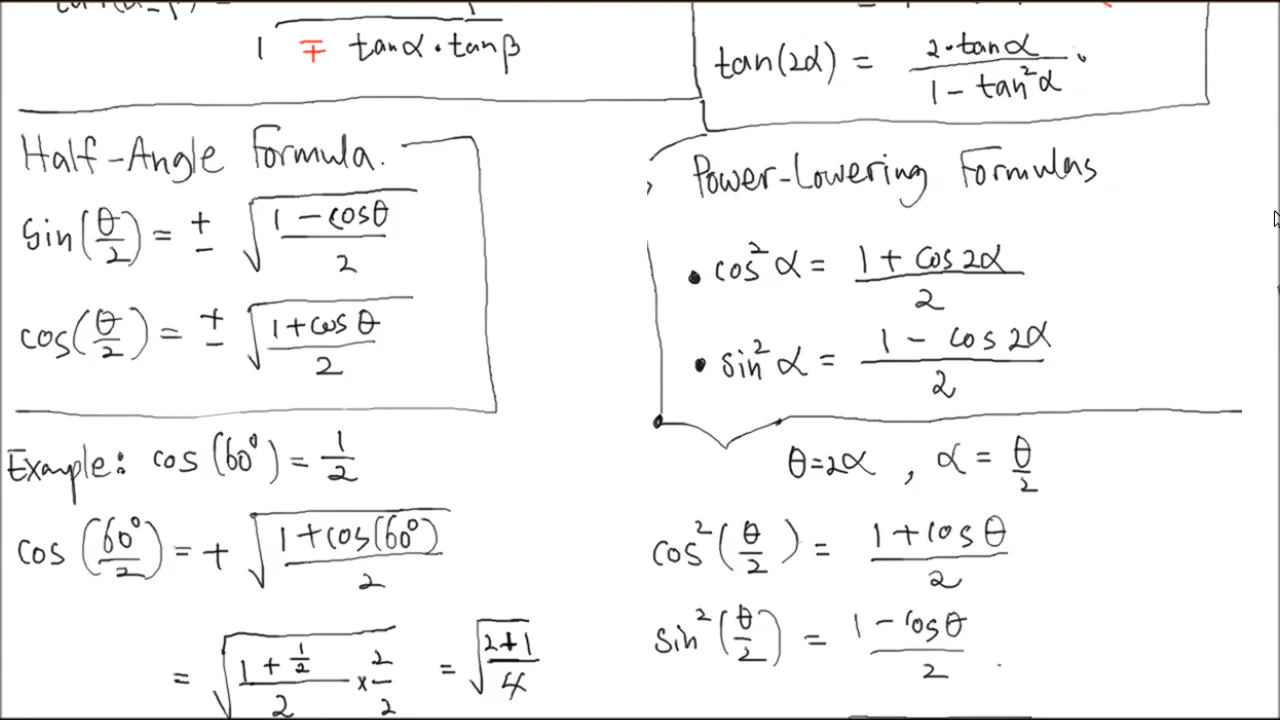 1 ∓ tanα·tanβ
tan(2α) = 2·tanα / 1 - tan²α
Half-Angle Formula.
sin(θ/2) = ± √(1 - cosθ / 2)
cos(θ/2) = ± √(1 + cos θ / 2)
Example: cos(60°) = 1/2
cos(60°/2) = + √(1 + cos(60°) / 2)
= √(1 + 1/2 / 2 × 2/2) = √(2+1 / 4)
Power-Lowering Formulas
• cos²α = 1 + cos 2α / 2
• sin²α = 1 - cos 2α / 2
θ = 2α , α = θ/2
cos²(θ/2) = 1 + cos θ / 2
sin²(θ/2) = 1 - cosθ / 2